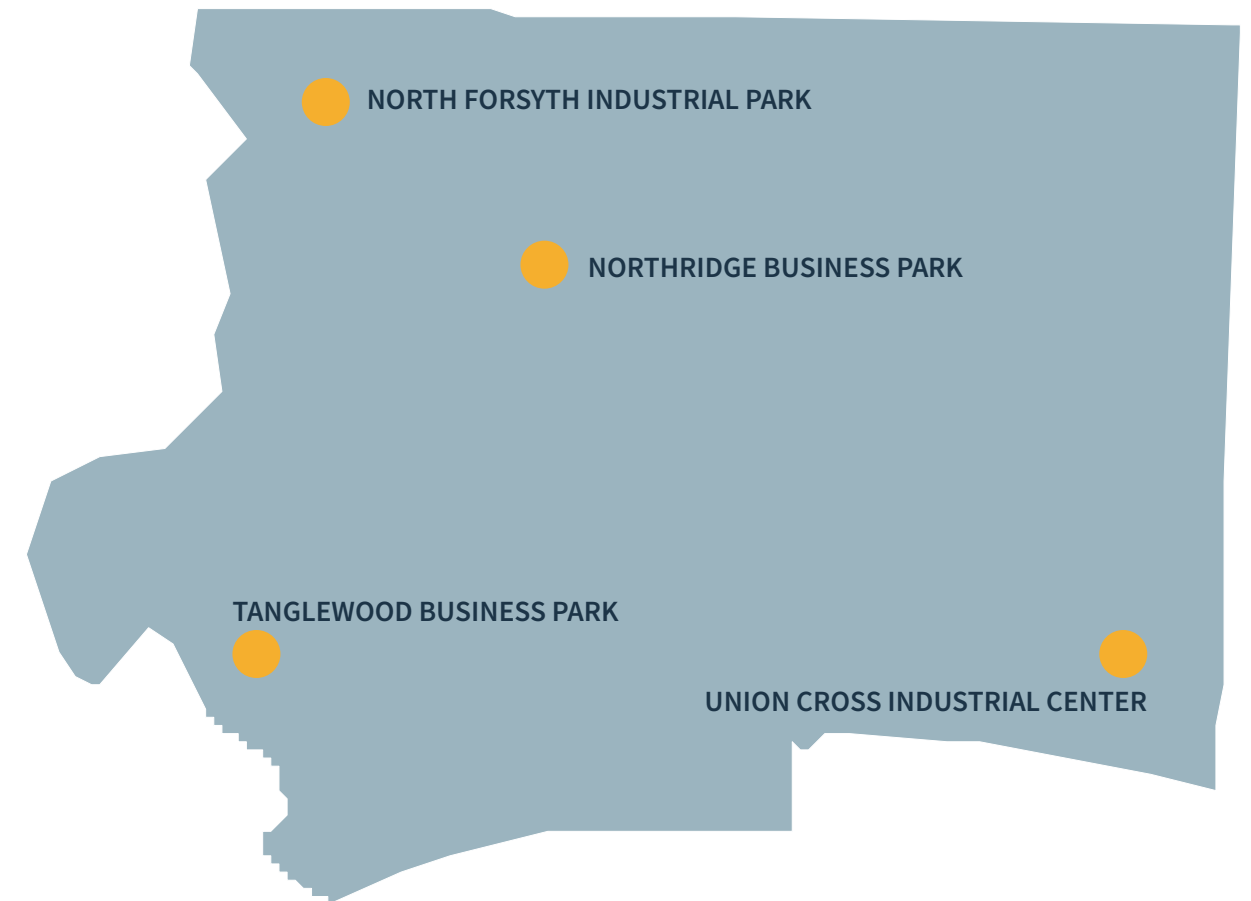 NORTH FORSYTH INDUSTRIAL PARK
NORTHRIDGE BUSINESS PARK
TANGLEWOOD BUSINESS PARK
UNION CROSS INDUSTRIAL CENTER